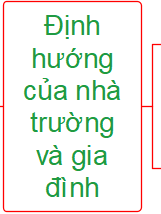 Định
hướng
của nhà
trường
và gia
đình